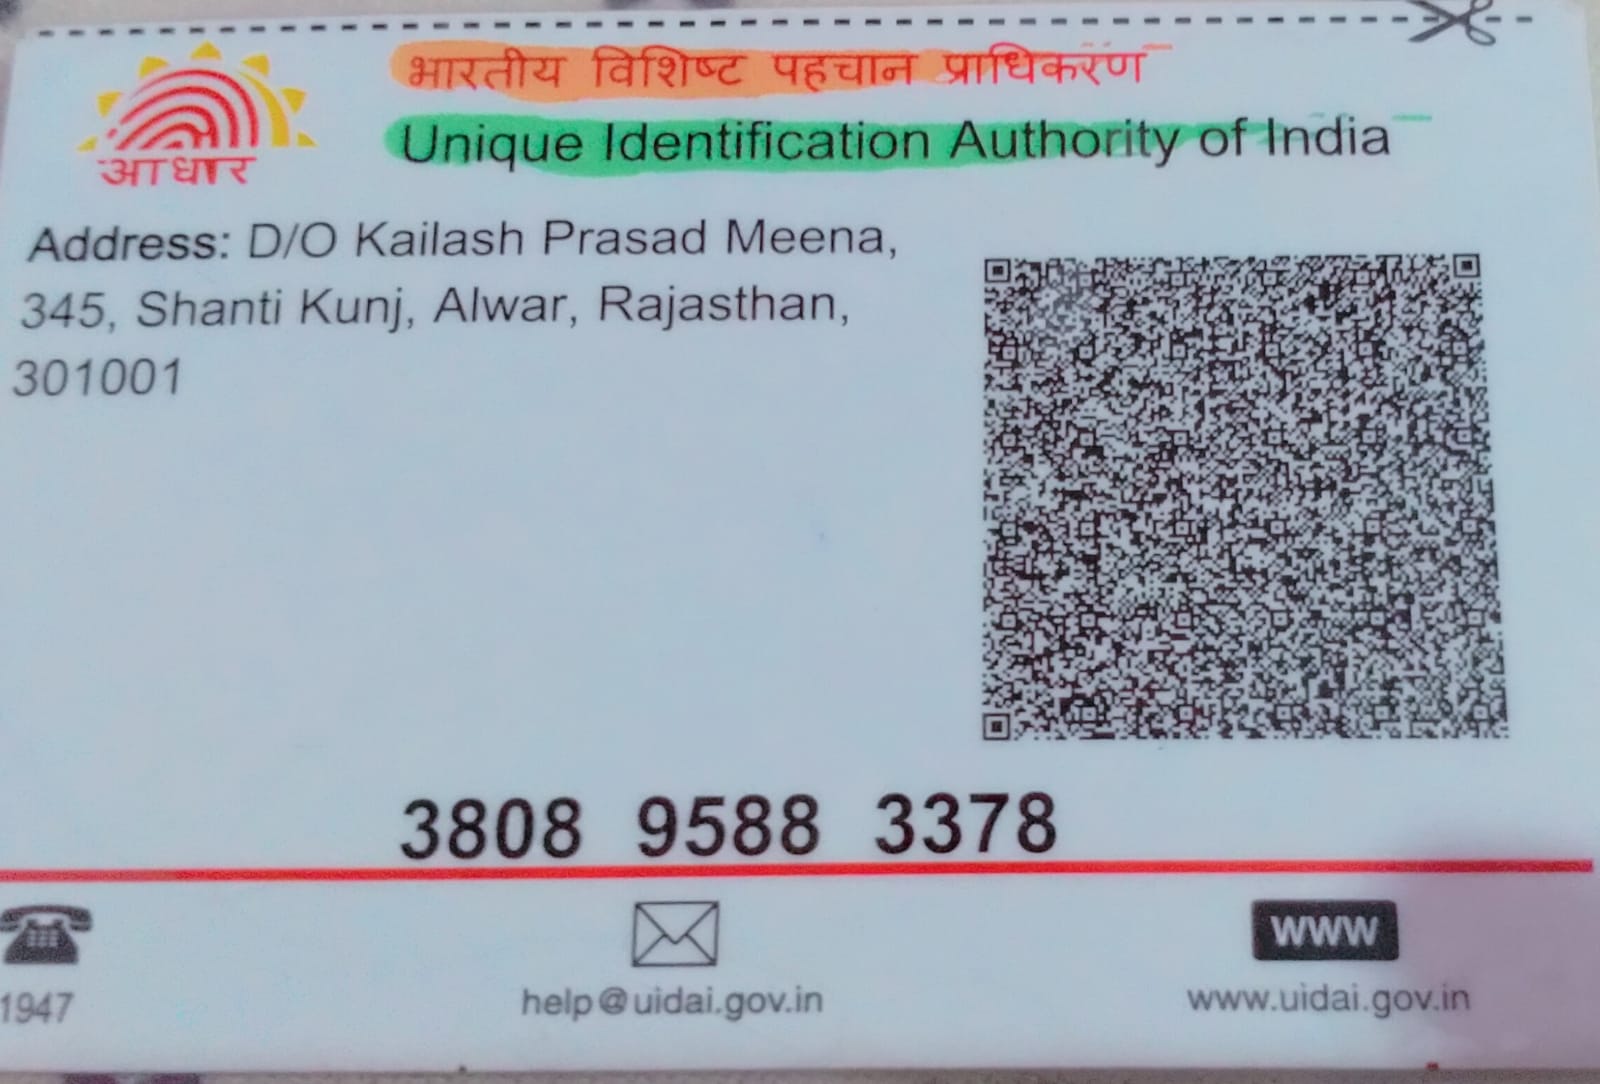 भारतीय विशिष्ट पहचान प्राधिकरण
Unique Identification Authority of India
आधार
Address: D/O Kailash Prasad Meena,
345, Shanti Kunj, Alwar, Rajasthan,
301001
3808 9588 3378
www
1947
help@uidai.gov.in
www.uidai.gov.in